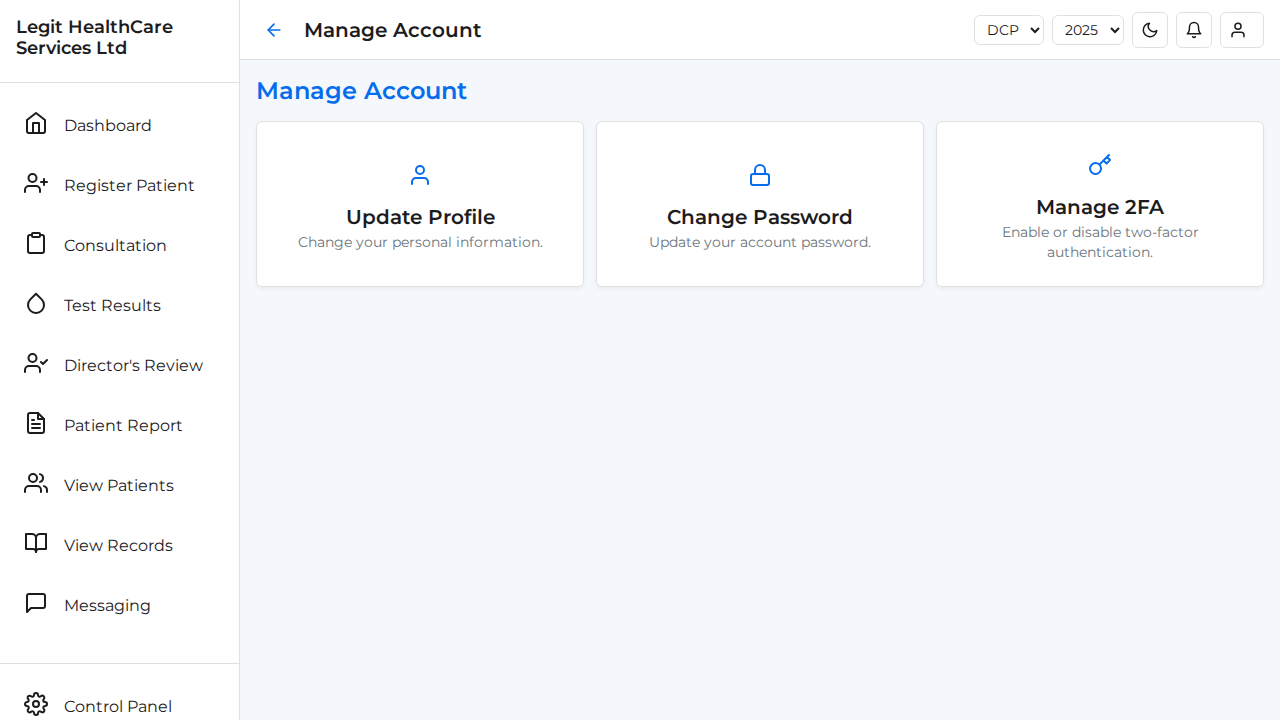 Legit HealthCare
Services Ltd
Dashboard
Register Patient
Consultation
Test Results
Director's Review
Patient Report
View Patients
View Records
Messaging
Control Panel
Manage Account
DCP
2025
Manage Account
Update Profile
Change your personal information.
Change Password
Update your account password.
Manage 2FA
Enable or disable two-factor
authentication.